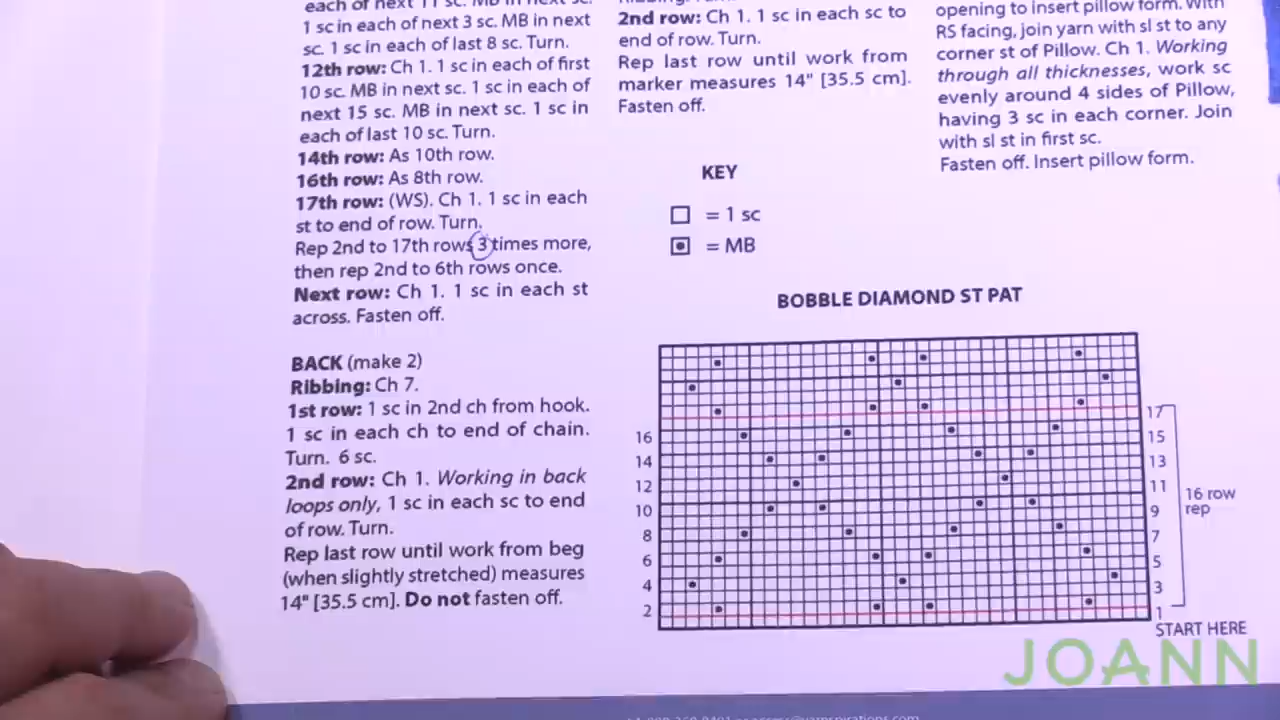 each of next 11 sc. MB in next sc.
1 sc in each of next 3 sc. MB in next
sc. 1 sc in each of last 8 sc. Turn.
12th row: Ch 1. 1 sc in each of first
10 sc. MB in next sc. 1 sc in each of
next 15 sc. MB in next sc. 1 sc in
each of last 10 sc. Turn.
14th row: As 10th row.
16th row: As 8th row.
17th row: (WS). Ch 1. 1 sc in each
st to end of row. Turn.
Rep 2nd to 17th rows 3 times more,
then rep 2nd to 6th rows once.
Next row: Ch 1. 1 sc in each st
across. Fasten off.
BACK (make 2)
Ribbing: Ch 7.
1st row: 1 sc in 2nd ch from hook.
1 sc in each ch to end of chain.
Turn. 6 sc.
2nd row: Ch 1. Working in back
loops only, 1 sc in each sc to end
of row. Turn.
Rep last row until work from beg
(when slightly stretched) measures
14" [35.5 cm]. Do not fasten off.
2nd row: Ch 1. 1 sc in each sc to
end of row. Turn.
Rep last row until work from
marker measures 14" [35.5 cm].
Fasten off.
opening to insert pillow form. With
RS facing, join yarn with sl st to any
corner st of Pillow. Ch 1. Working
through all thicknesses, work sc
evenly around 4 sides of Pillow,
having 3 sc in each corner. Join
with sl st in first sc.
Fasten off. Insert pillow form.
KEY
= 1 sc
= MB
BOBBLE DIAMOND ST PAT
17
16
15
14
13
12
11
10
9
8
7
6
5
4
3
2
1
16 row
rep
START HERE
JOANN